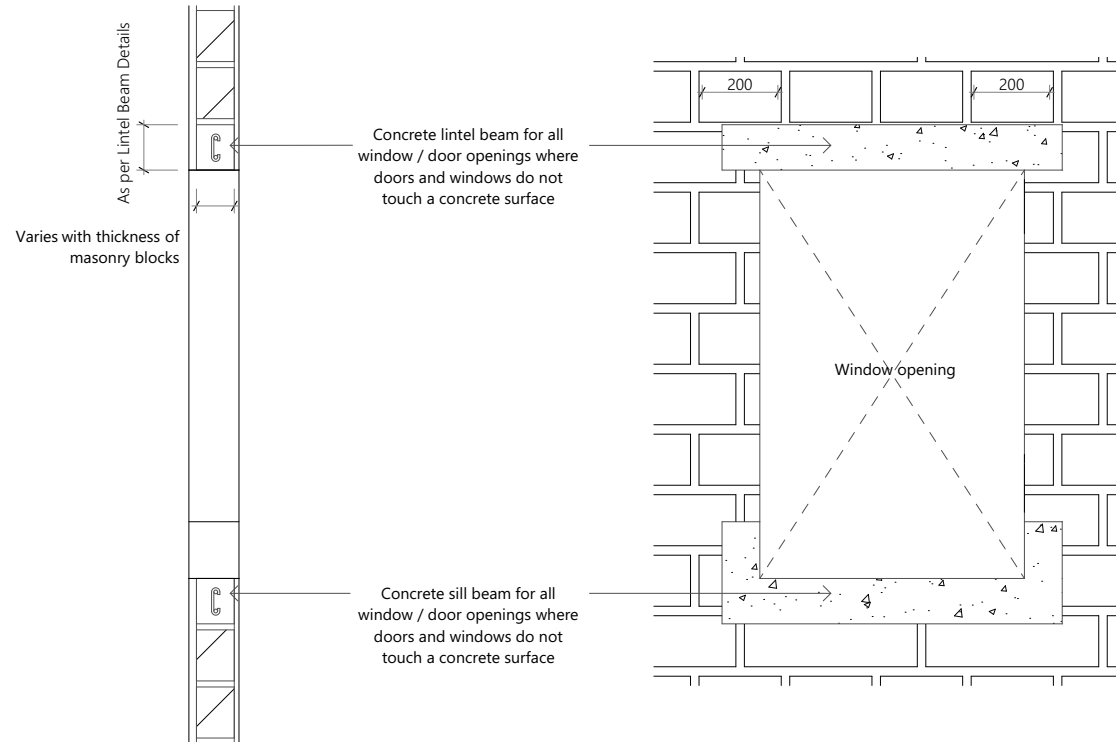 As per Lintel Beam Details
Varies with thickness of
masonry blocks
Concrete lintel beam for all
window / door openings where
doors and windows do not
touch a concrete surface
Concrete sill beam for all
window / door openings where
doors and windows do not
touch a concrete surface
200
200
Window opening